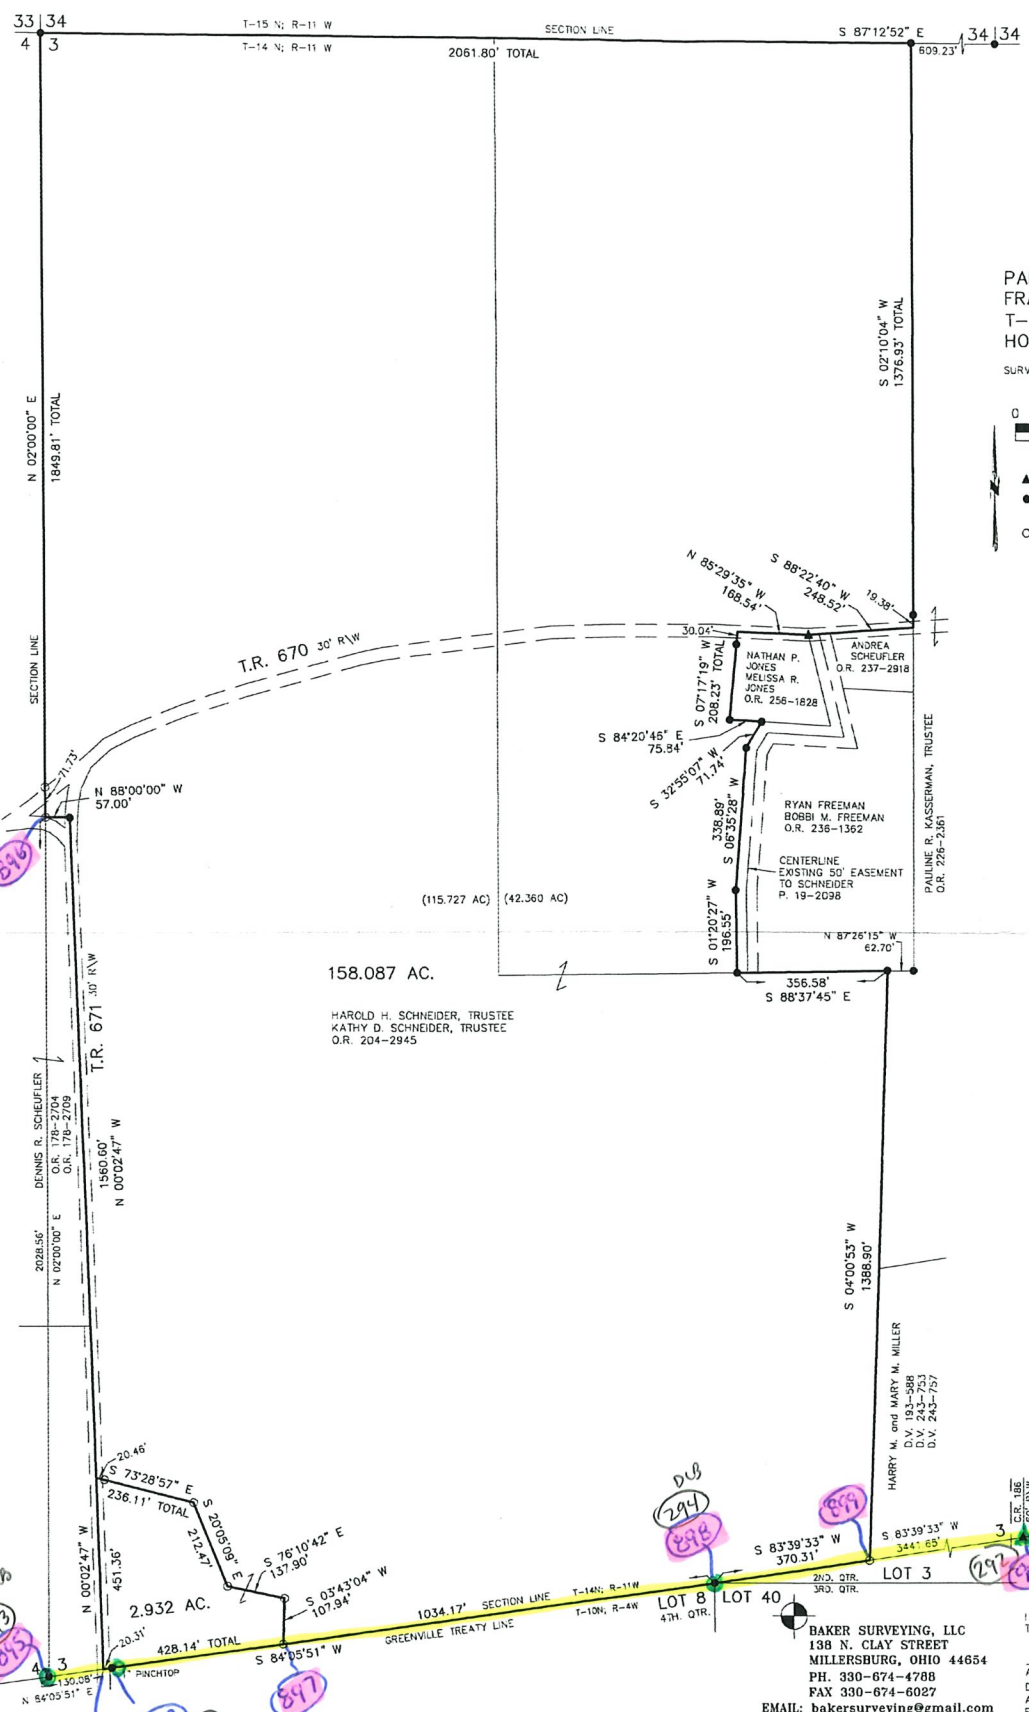 33 34
T-15 N; R-11 W
SECTION LINE
S 87°12'52" E
34 34
4 3
T-14 N; R-11 W
2061.80' TOTAL
609.23'
N 02°00'00" E
1849.81' TOTAL
S 02°10'04" W
1376.93' TOTAL
PA
FRA
T-
HO
SURV
0
SECTION LINE
T.R. 670 30' R\W
N 85°29'35" W
168.54'
S 88°22'40" W
248.52'
19.38'
30.04'
NATHAN P.
JONES
MELISSA R.
JONES
O.R. 256-1828
ANDREA
SCHEUFLER
O.R. 237-2918
S 07°17'19" W
208.23' TOTAL
S 84°20'46" E
75.84'
S 32°55'07" W
71.74'
71.73'
N 88°00'00" W
57.00'
896
338.89'
S 06°35'28" W
RYAN FREEMAN
BOBBI M. FREEMAN
O.R. 236-1362
CENTERLINE
EXISTING 50' EASEMENT
TO SCHNEIDER
P. 19-2098
PAULINE R. KASSERMAN, TRUSTEE
O.R. 226-2361
(115.727 AC) (42.360 AC)
S 01°20'27" W
196.55'
N 87°26'15" W
62.70'
158.087 AC.
356.58'
S 88°37'45" E
HAROLD H. SCHNEIDER, TRUSTEE
KATHY D. SCHNEIDER, TRUSTEE
O.R. 204-2945
T.R. 671 30' R\W
DENNIS R. SCHEUFLER
O.R. 178-2704
O.R. 178-2709
1560.60'
N 00°02'47" W
2028.56'
N 02°00'00" E
S 04°00'53" W
1388.90'
HARRY M. and MARY M. MILLER
D.V. 193-588
D.V. 243-753
D.V. 243-757
20.46'
S 73°28'57" E
236.11' TOTAL
S 20°05'09" E
212.47'
S 76°10'42" E
137.90'
S 03°43'04" W
107.94'
N 00°02'47" W
451.36'
2.932 AC.
20.31'
DLB
294
898
899
C.R. 186
S 83°39'33" W
370.31'
S 83°39'33" W
3441.65'
3
292
2ND. QTR.
3RD. QTR.
LOT 3
1034.17' SECTION LINE
T-14N; R-11W
GREENVILLE TREATY LINE
T-10N; R-4W
LOT 8 LOT 40
4TH. QTR.
428.14' TOTAL
S 84°05'51" W
4 3
130.08'
N 84°05'51" E
PINCHTOP
897
BAKER SURVEYING, LLC
138 N. CLAY STREET
MILLERSBURG, OHIO 44654
PH. 330-674-4788
FAX 330-674-6027
EMAIL: bakersurveying@gmail.com